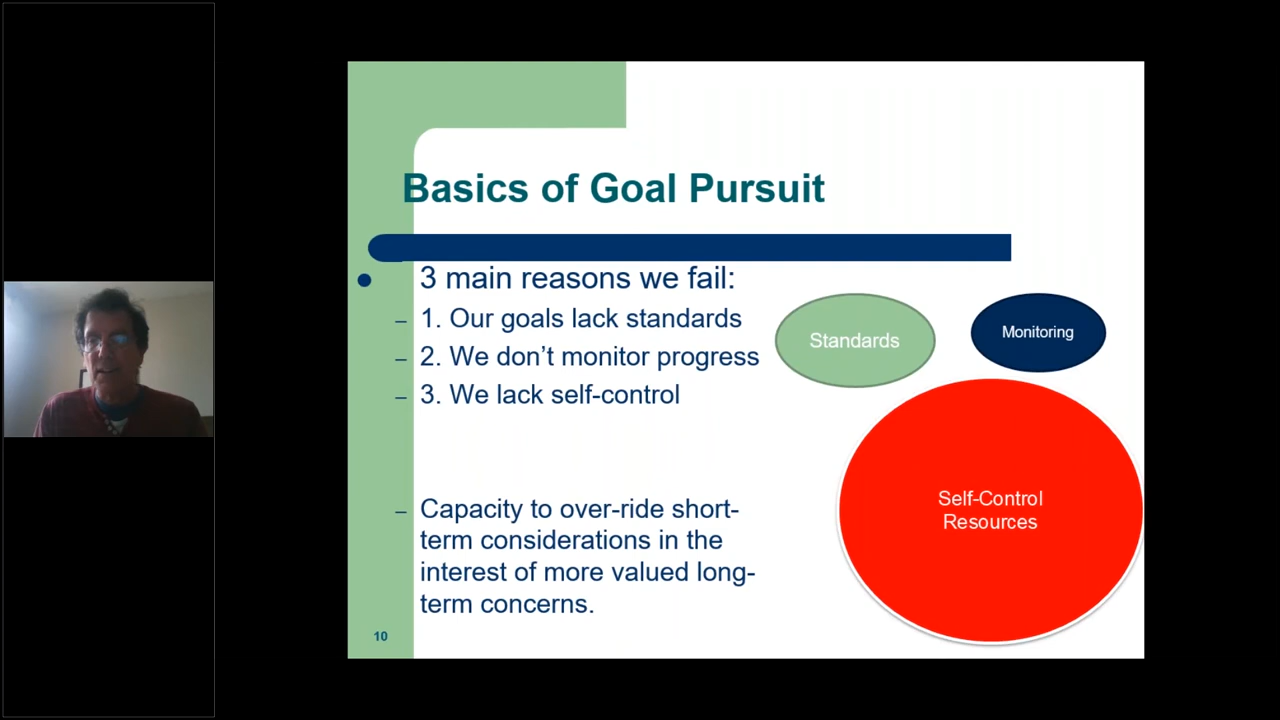 Basics of Goal Pursuit
3 main reasons we fail:
– 1. Our goals lack standards
– 2. We don’t monitor progress
– 3. We lack self-control
– Capacity to over-ride short-
term considerations in the
interest of more valued long-
term concerns.
Standards
Monitoring
Self-Control
Resources
10